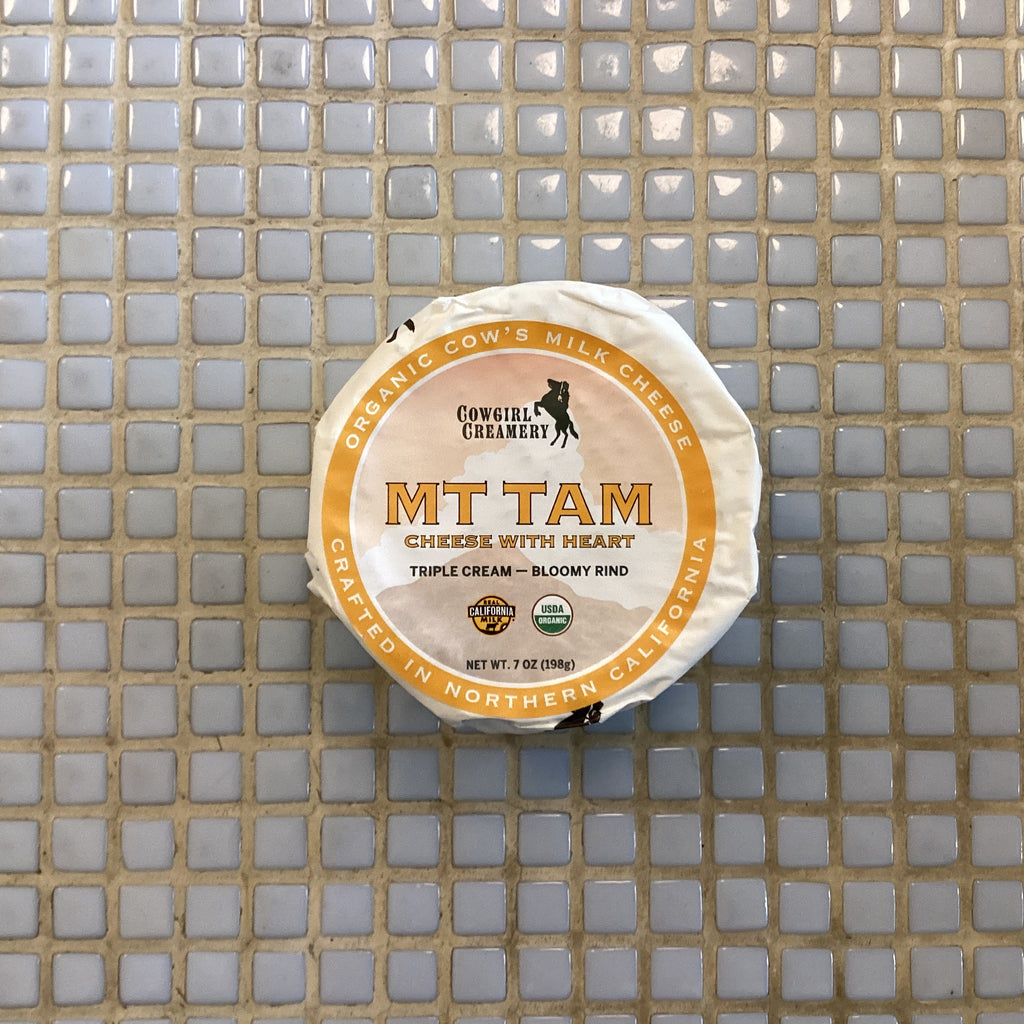 ORGANIC COW'S MILK CHEESE
COWGIRL
CREAMERY
MT TAM
CHEESE WITH HEART
TRIPLE CREAM — BLOOMY RIND
REAL
CALIFORNIA
MILK
USDA
ORGANIC
NET WT. 7 OZ (198g)
CRAFTED IN NORTHERN CALIFORNIA